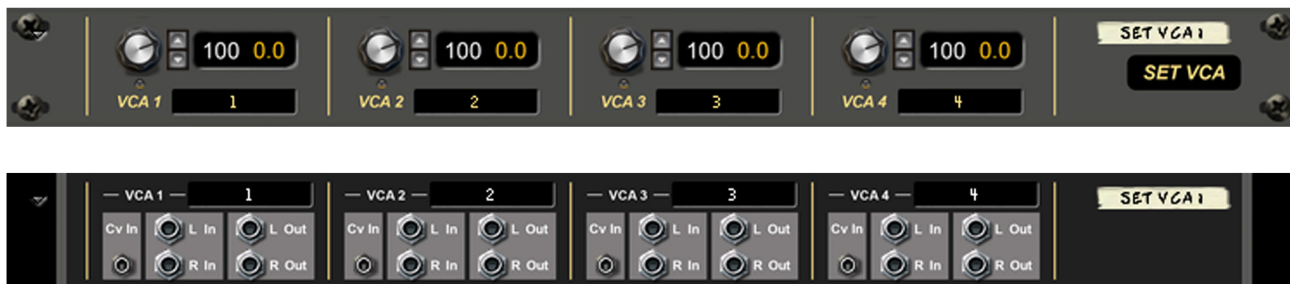 100 0.0 100 0.0 100 0.0 100 0.0 SET VCA 1
SET VCA
VCA 1 1 VCA 2 2 VCA 3 3 VCA 4 4
VCA 1 1 VCA 2 2 VCA 3 3 VCA 4 4 SET VCA 1
Cv In L In L Out Cv In L In L Out Cv In L In L Out Cv In L In L Out
R In R Out R In R Out R In R Out R In R Out